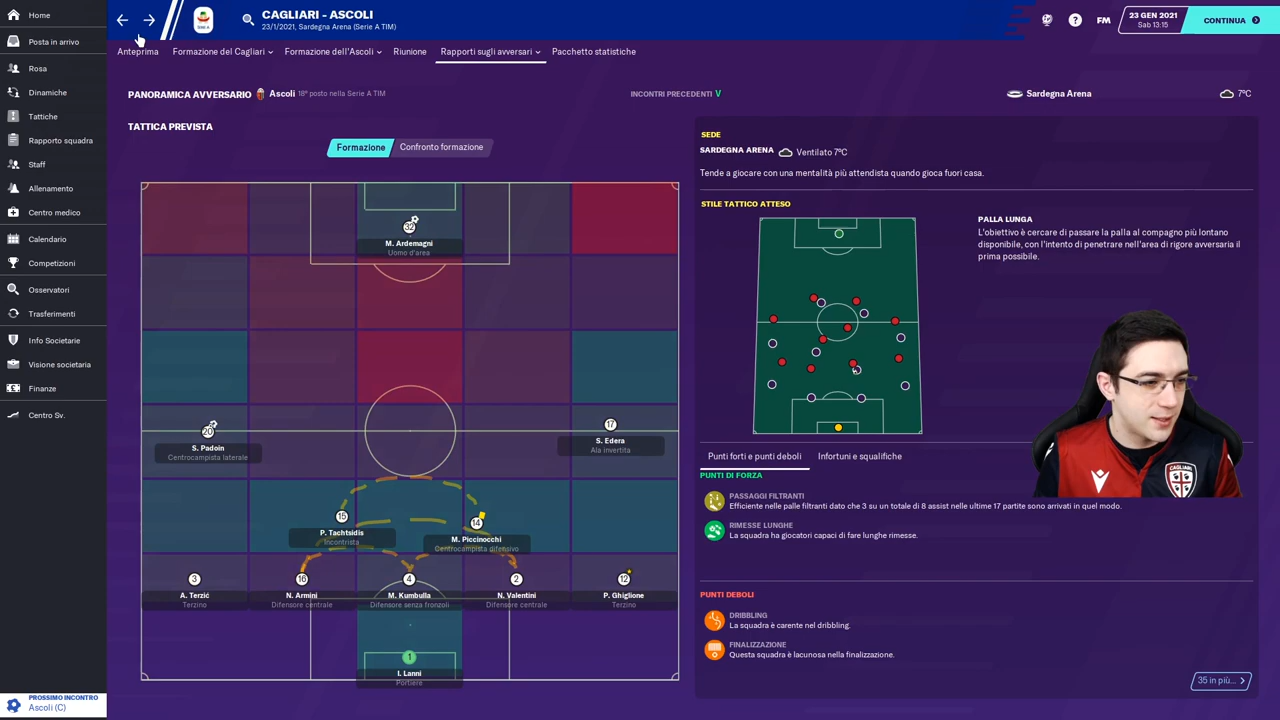 Home
Posta in arrivo
Rosa
Dinamiche
Tattiche
Rapporto squadra
Staff
Allenamento
Centro medico
Calendario
Competizioni
Osservatori
Trasferimenti
Info Societarie
Visione societaria
Finanze
Centro Sv.
PROSSIMO INCONTRO
Ascoli (C)
CAGLIARI - ASCOLI
23/1/2021, Sardegna Arena (Serie A TIM)
FM
23 GEN 2021
Sab 13:15
CONTINUA
Anteprima
Formazione del Cagliari
Formazione dell'Ascoli
Riunione
Rapporti sugli avversari
Pacchetto statistiche
PANORAMICA AVVERSARIO
Ascoli 18° posto nella Serie A TIM
INCONTRI PRECEDENTI V
Sardegna Arena
7°C
TATTICA PREVISTA
Formazione
Confronto formazione
32
M. Ardemagni
Uomo d'area
20
S. Padoin
Centrocampista laterale
17
S. Edera
Ala invertita
15
P. Tachtsidis
Incontrista
14
M. Piccinocchi
Centrocampista difensivo
3
A. Terzić
Terzino
16
N. Armini
Difensore centrale
4
M. Kumbulla
Difensore senza fronzoli
2
N. Valentini
Difensore centrale
12
P. Ghiglione
Terzino
1
I. Lanni
Portiere
SEDE
SARDEGNA ARENA Ventilato 7°C
Tende a giocare con una mentalità più attendista quando gioca fuori casa.
STILE TATTICO ATTESO
PALLA LUNGA
L'obiettivo è cercare di passare la palla al compagno più lontano
disponibile, con l'intento di penetrare nell'area di rigore avversaria il
prima possibile.
Punti forti e punti deboli
Infortuni e squalifiche
PUNTI DI FORZA
PASSAGGI FILTRANTI
Efficiente nelle palle filtranti dato che 3 su un totale di 8 assist nelle ultime 17 partite sono arrivati in quel modo.
RIMESSE LUNGHE
La squadra ha giocatori capaci di fare lunghe rimesse.
PUNTI DEBOLI
DRIBBLING
La squadra è carente nel dribbling.
FINALIZZAZIONE
Questa squadra è lacunosa nella finalizzazione.
35 in più...
CAGLIARI